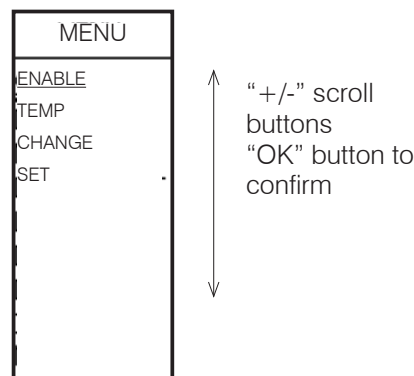 MENU
ENABLE
TEMP
CHANGE
SET
“+/-” scroll
buttons
“OK” button to
confirm